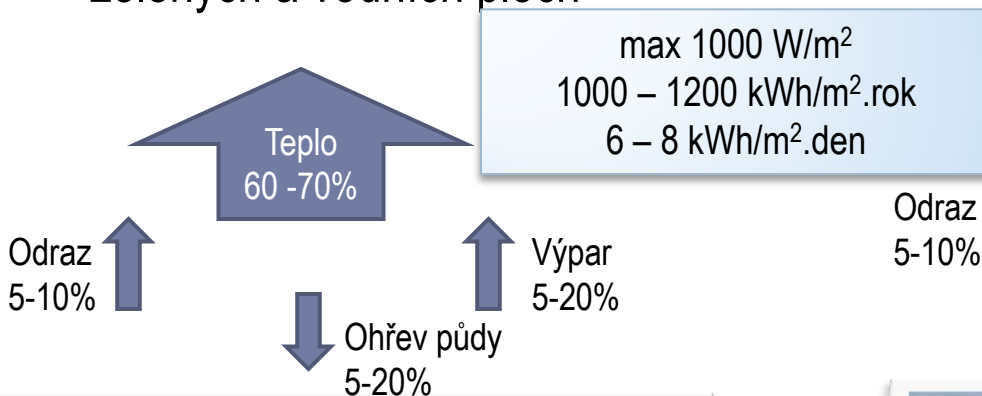 max 1000 W/m²
1000 – 1200 kWh/m².rok
6 – 8 kWh/m².den
Teplo
60 -70%
Odraz
5-10%
Výpar
5-20%
Ohřev půdy
5-20%
Odraz
5-10%